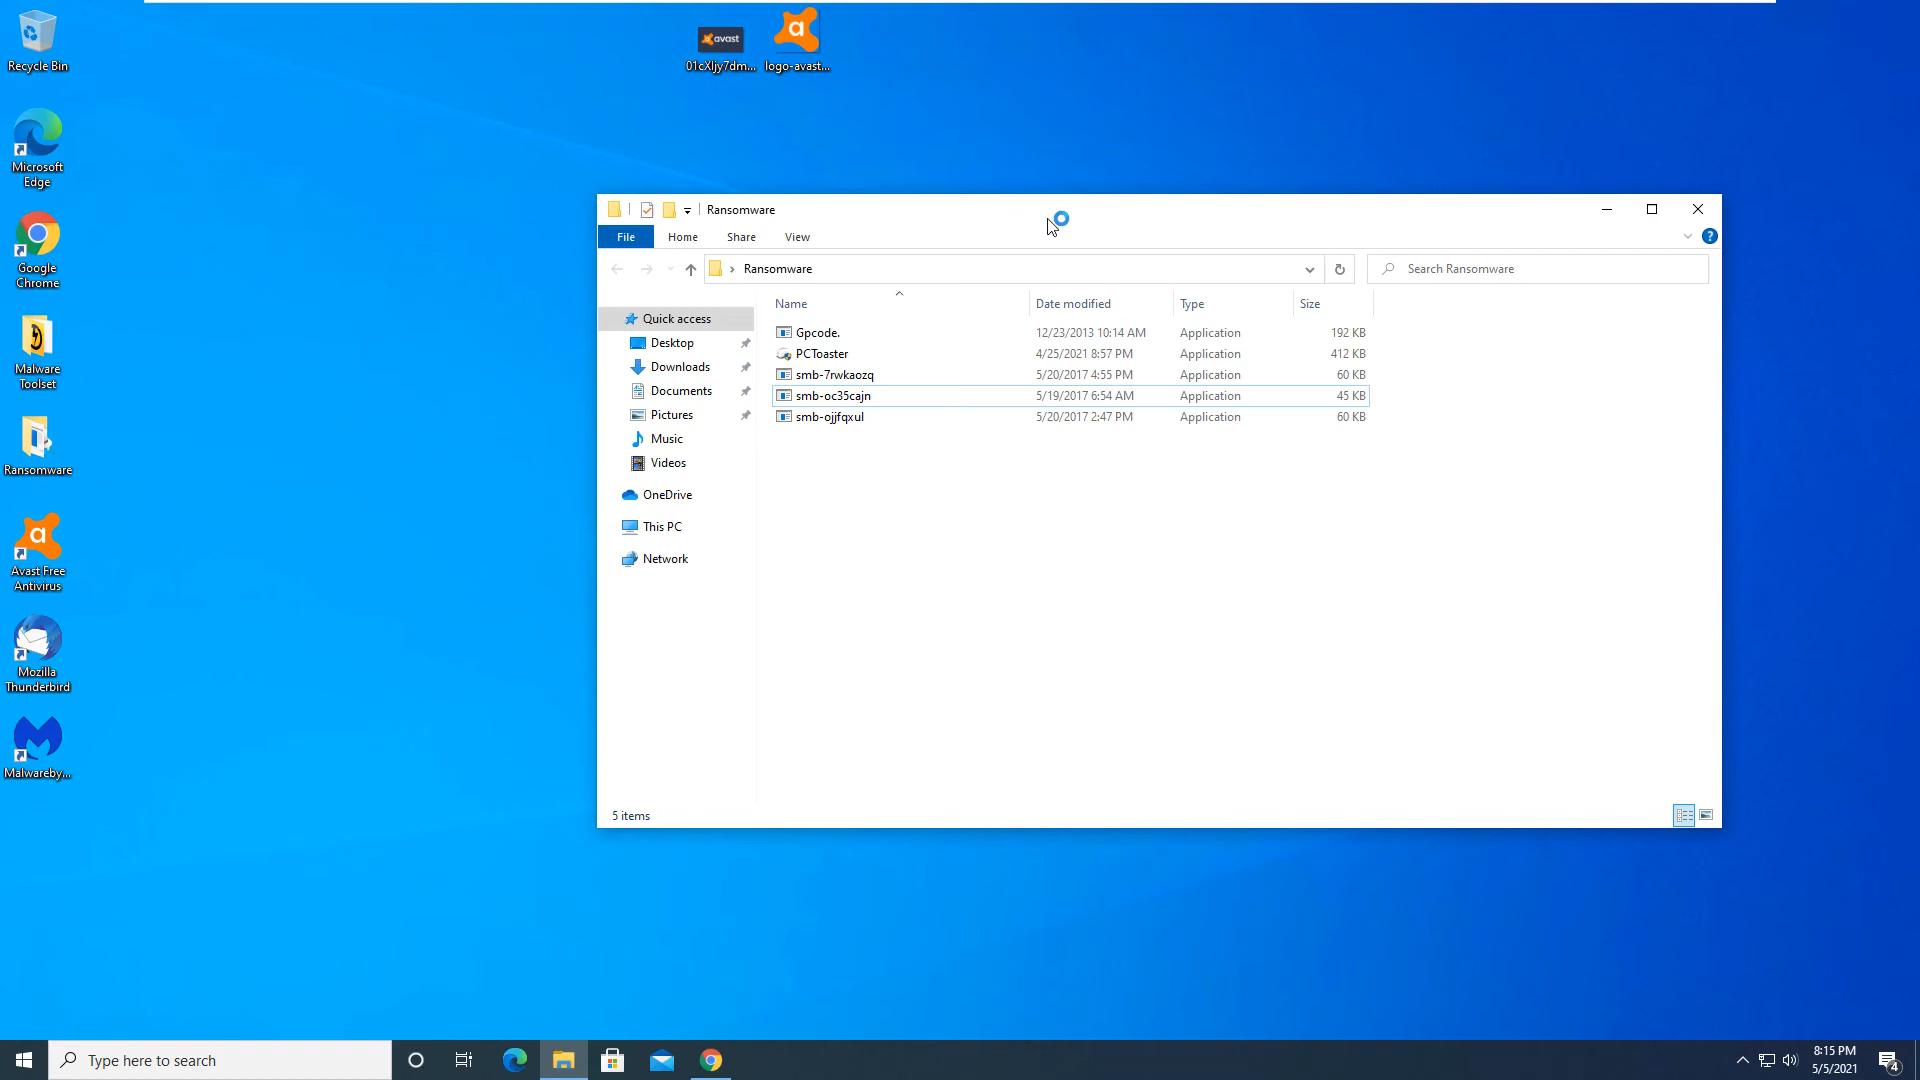 Recycle Bin
avast
01cXljy7dm...
a
logo-avast...
Microsoft
Edge
Google
Chrome
Malware
Toolset
Ransomware
a
Avast Free
Antivirus
Mozilla
Thunderbird
Malwareby...
Ransomware
File Home Share View
?
Ransomware
Search Ransomware
Name Date modified Type Size
Quick access
Desktop
Downloads
Documents
Pictures
Music
Videos
OneDrive
This PC
Network
Gpcode. 12/23/2013 10:14 AM Application 192 KB
PCToaster 4/25/2021 8:57 PM Application 412 KB
smb-7rwkaozq 5/20/2017 4:55 PM Application 60 KB
smb-oc35cajn 5/19/2017 6:54 AM Application 45 KB
smb-ojjfqxul 5/20/2017 2:47 PM Application 60 KB
5 items
Type here to search
8:15 PM
5/5/2021
4